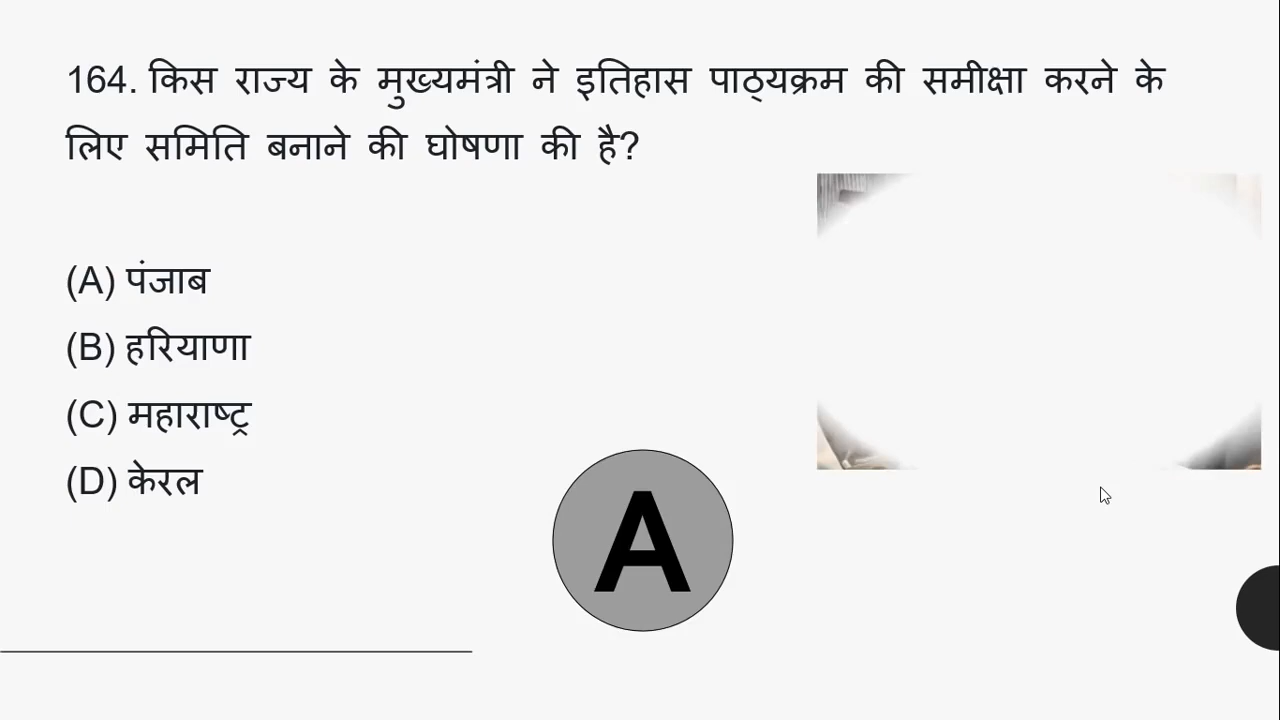 164. किस राज्य के मुख्यमंत्री ने इतिहास पाठ्यक्रम की समीक्षा करने के
लिए समिति बनाने की घोषणा की है?
(A) पंजाब
(B) हरियाणा
(C) महाराष्ट्र
(D) केरल
A